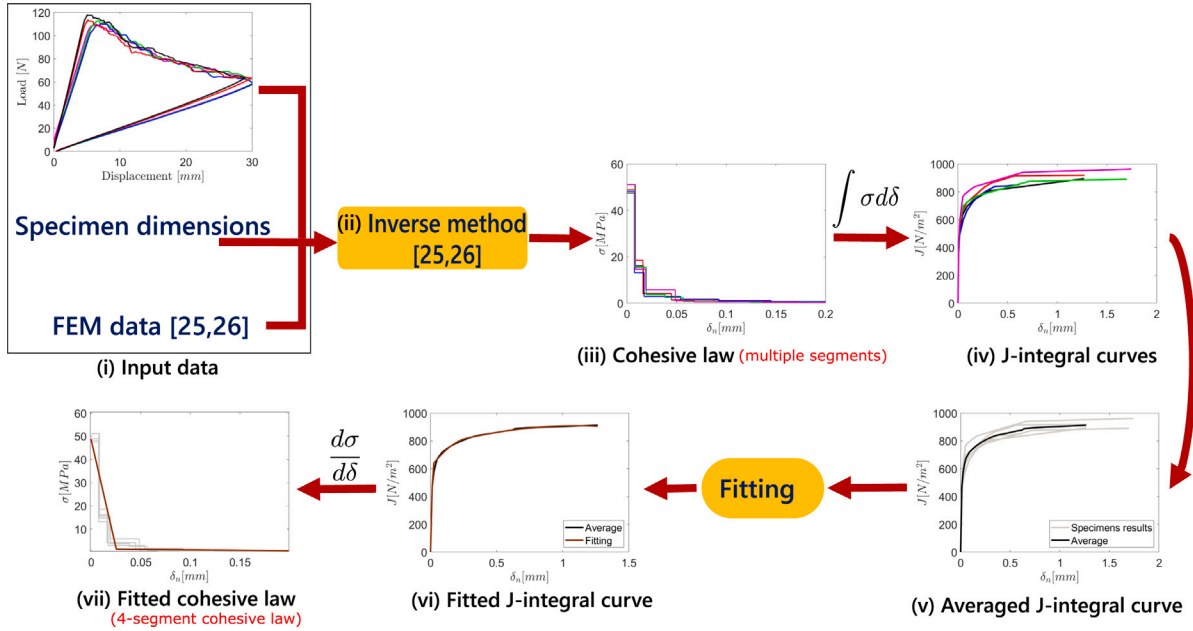 120
100
80
60
40
20
0
Load [N]
0 10 20 30
Displacement [mm]
Specimen dimensions
FEM data [25,26]
(i) Input data
(ii) Inverse method
[25,26]
60
40
20
0
σ[MPa]
0 0.05 0.1 0.15 0.2
δn[mm]
(iii) Cohesive law (multiple segments)
∫ σdδ
1000
800
600
400
200
0
J[N/m²]
0 0.5 1 1.5 2
δn[mm]
(iv) J-integral curves
1000
800
600
400
200
0
J[N/m²]
Specimens results
Average
0 0.5 1 1.5 2
δn[mm]
(v) Averaged J-integral curve
Fitting
1000
800
600
400
200
0
J[N/m²]
Average
Fitting
0 0.5 1 1.5
δn[mm]
(vi) Fitted J-integral curve
dσ
dδ
60
50
40
30
20
10
σ[MPa]
0 0.05 0.1 0.15
δn[mm]
(vii) Fitted cohesive law
(4-segment cohesive law)